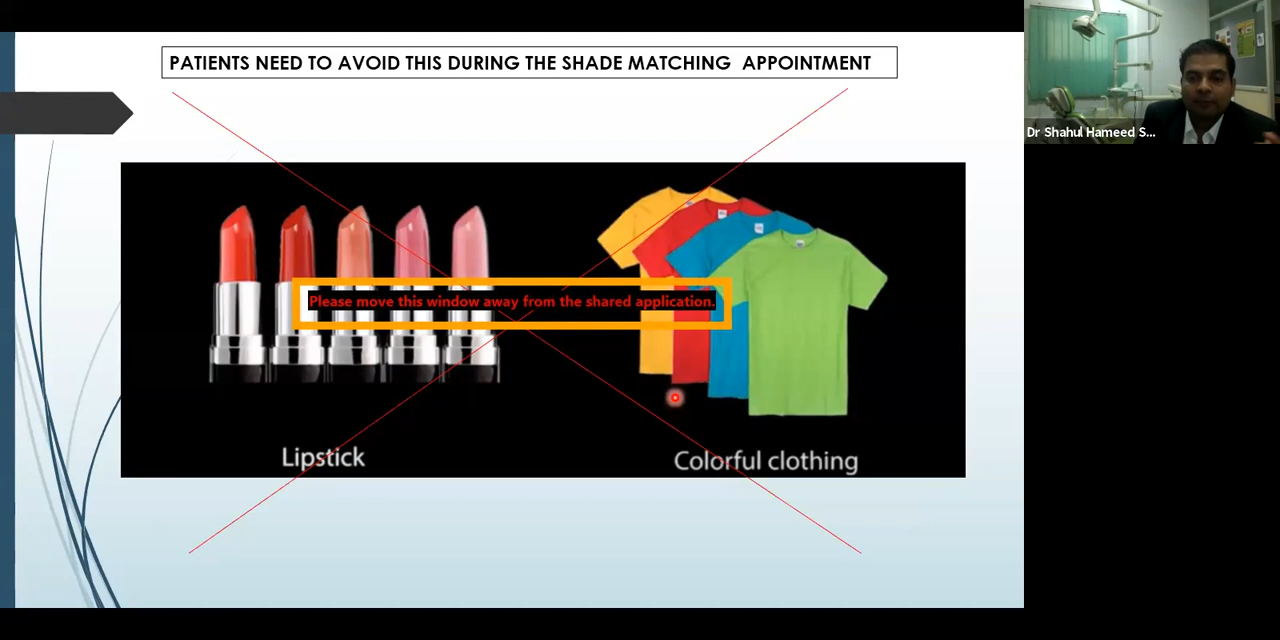 PATIENTS NEED TO AVOID THIS DURING THE SHADE MATCHING APPOINTMENT
Dr Shahul Hameed S...
Please move this window away from the shared application.
Lipstick
Colorful clothing